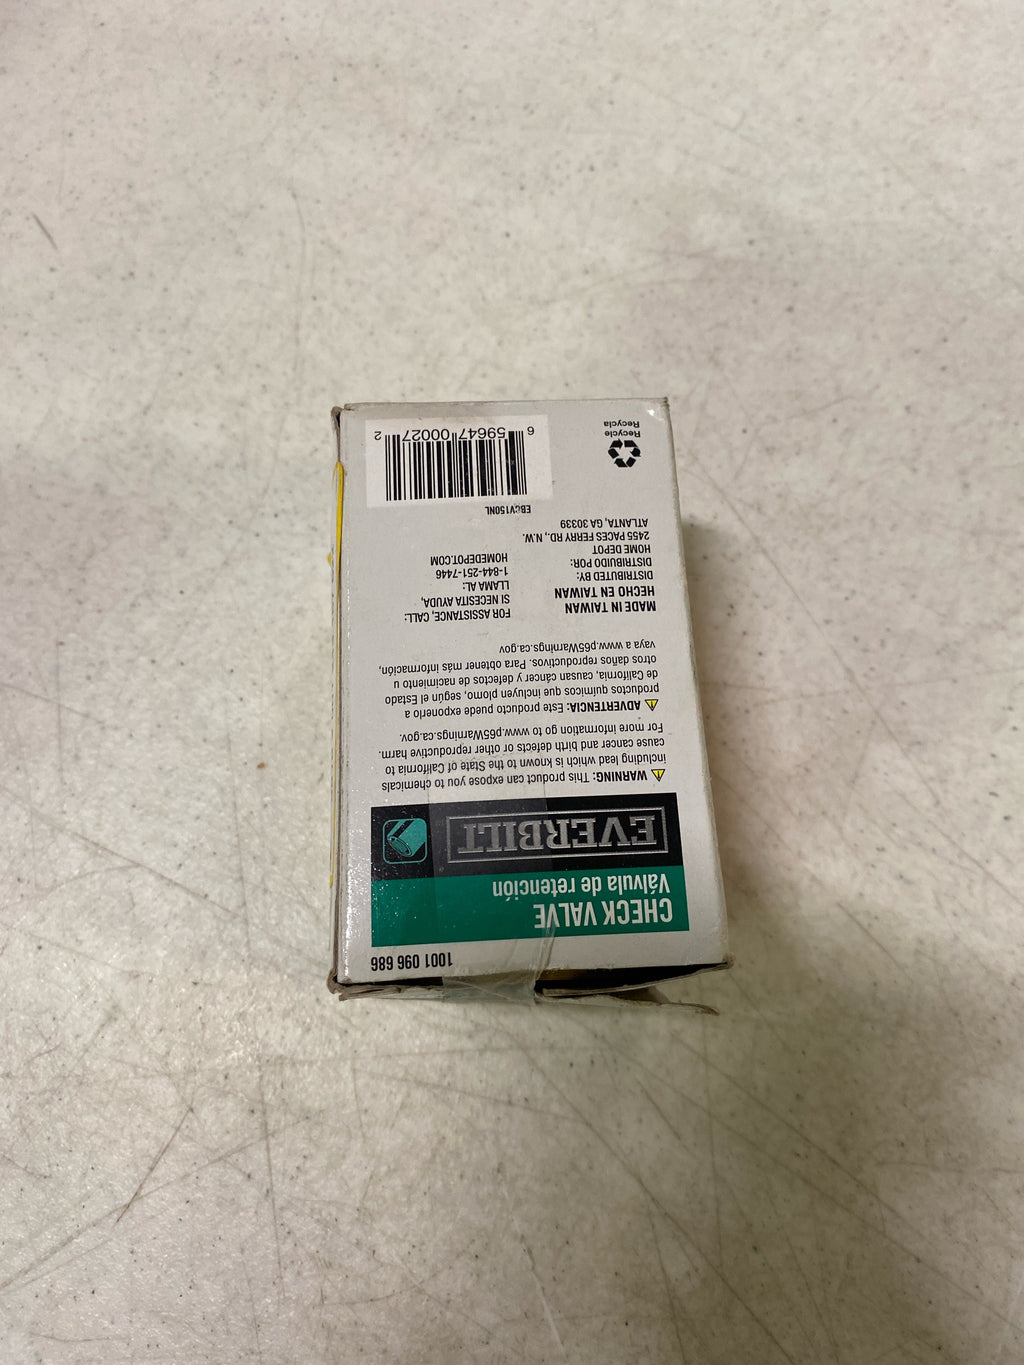 1001 096 686
CHECK VALVE
Válvula de retención
EVERBILT
WARNING: This product can expose you to chemicals
including lead which is known to the State of California to
cause cancer and birth defects or other reproductive harm.
For more information go to www.p65Warnings.ca.gov.
ADVERTENCIA: Este producto puede exponerlo a
productos químicos que incluyen plomo, según el Estado
de California, causan cáncer y defectos de nacimiento u
otros daños reproductivos. Para obtener más información,
vaya a www.p65Warnings.ca.gov
MADE IN TAIWAN
HECHO EN TAIWAN
DISTRIBUTED BY:
DISTRIBUIDO POR:
HOME DEPOT
2455 PACES FERRY RD., N.W.
ATLANTA, GA 30339
FOR ASSISTANCE, CALL:
SI NECESITA AYUDA,
LLAMA AL:
1-844-251-7446
HOMEDEPOT.COM
EBCV150NL
6 59647 00027 2
Recycle
Recycla